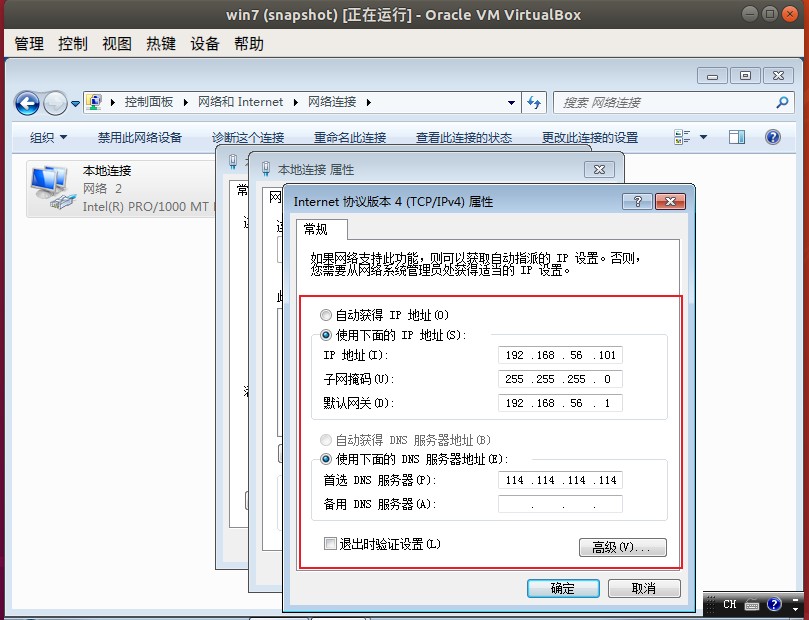 win7 (snapshot) [正在运行] - Oracle VM VirtualBox
管理 控制 视图 热键 设备 帮助
控制面板 网络和 Internet 网络连接
搜索 网络连接
组织 禁用此网络设备 诊断这个连接 重命名此连接 查看此连接的状态 更改此连接的设置
本地连接
网络 2
Intel(R) PRO/1000 MT
本地连接 属性
Internet 协议版本 4 (TCP/IPv4) 属性
常规
如果网络支持此功能，则可以获取自动指派的 IP 设置。否则，
您需要从网络系统管理员处获得适当的 IP 设置。
自动获得 IP 地址(O)
使用下面的 IP 地址(S):
IP 地址(I): 192 .168 .56 .101
子网掩码(U): 255 .255 .255 . 0
默认网关(D): 192 .168 .56 . 1
自动获得 DNS 服务器地址(B)
使用下面的 DNS 服务器地址(E):
首选 DNS 服务器(P): 114 .114 .114 .114
备用 DNS 服务器(A): . . .
退出时验证设置(L)
高级(V)...
确定 取消
CH